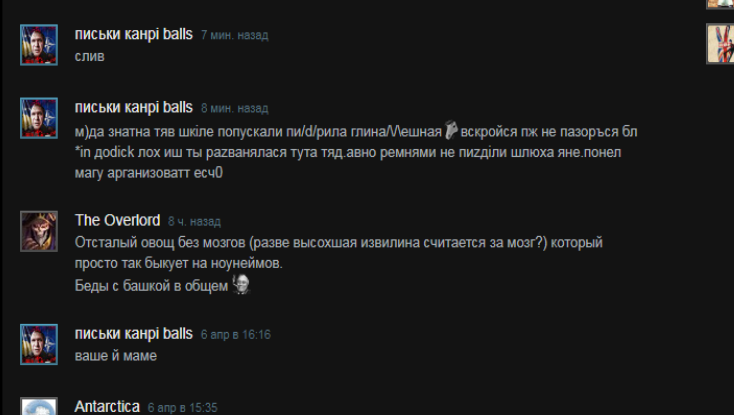 письки канрі balls 7 мин. назад
слив
письки канрі balls 8 мин. назад
м)да знатна тяв шкіле попускали пи/d/рила глина/\/\ешная вскройся пж не пазорься бл
*in доdick лох иш ты раzванялася тута тяд.авно ремнями не пиzділи шлюха яне.понел
магу арганизоватт есч0
The Overlord 8 ч. назад
Отсталый овощ без мозгов (разве высохшая извилина считается за мозг?) который
просто так быкует на ноунеймов.
Беды с башкой в общем
письки канрі balls 6 апр в 16:16
ваше й маме
Antarctica 6 апр в 15:35